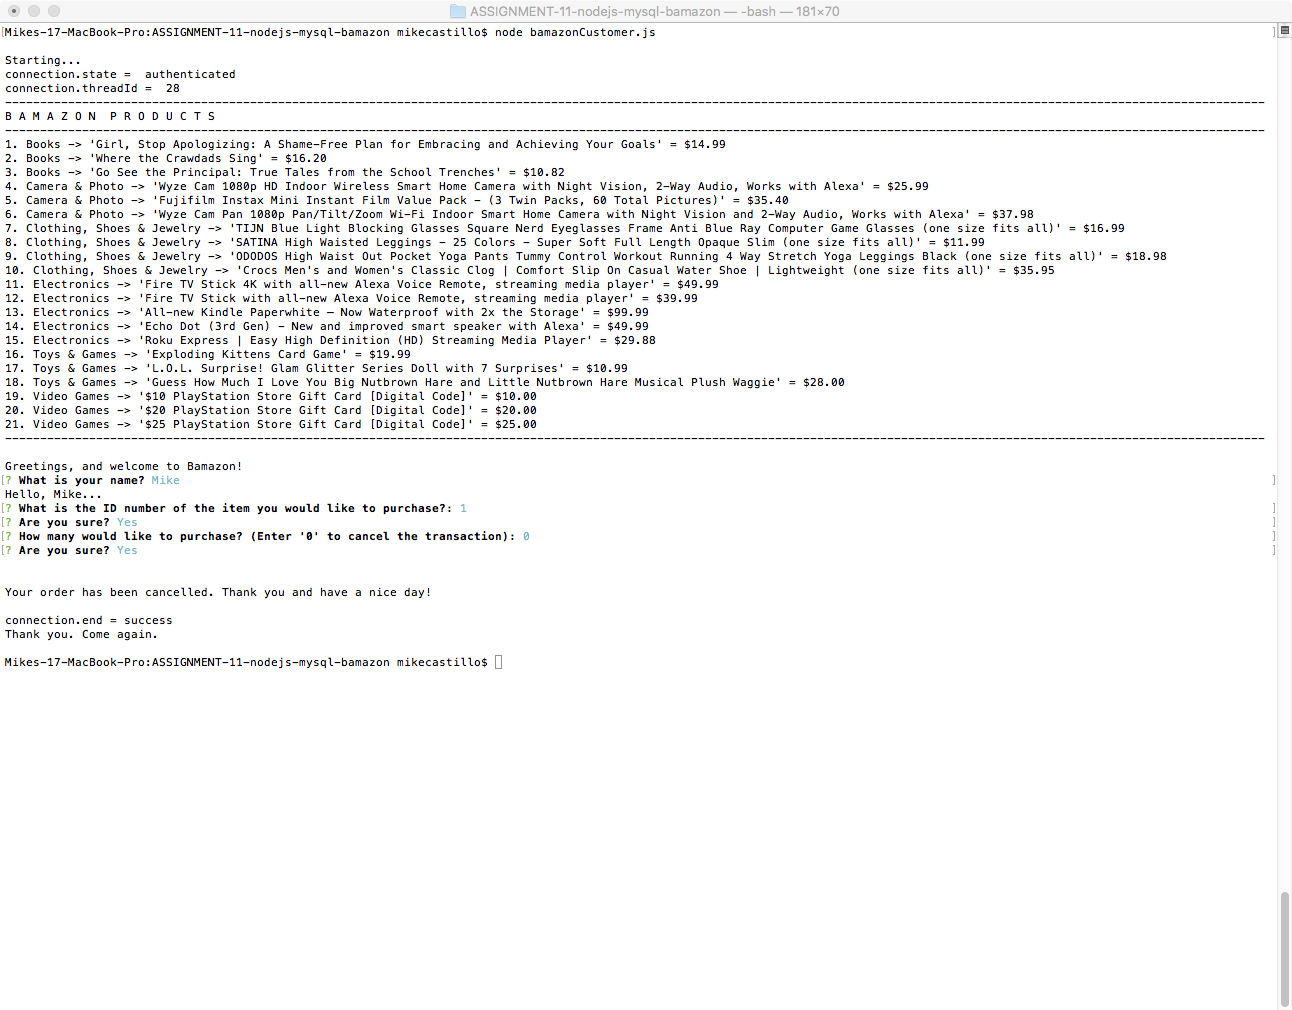 ASSIGNMENT-11-nodejs-mysql-bamazon — -bash — 181×70
[Mikes-17-MacBook-Pro:ASSIGNMENT-11-nodejs-mysql-bamazon mikecastillo$ node bamazonCustomer.js ]
Starting...
connection.state =  authenticated
connection.threadId =  28
------------------------------------------------------------------------------------------------------------------------------------------------------------------------------------
B A M A Z O N  P R O D U C T S
------------------------------------------------------------------------------------------------------------------------------------------------------------------------------------
1. Books -> 'Girl, Stop Apologizing: A Shame-Free Plan for Embracing and Achieving Your Goals' = $14.99
2. Books -> 'Where the Crawdads Sing' = $16.20
3. Books -> 'Go See the Principal: True Tales from the School Trenches' = $10.82
4. Camera & Photo -> 'Wyze Cam 1080p HD Indoor Wireless Smart Home Camera with Night Vision, 2-Way Audio, Works with Alexa' = $25.99
5. Camera & Photo -> 'Fujifilm Instax Mini Instant Film Value Pack - (3 Twin Packs, 60 Total Pictures)' = $35.40
6. Camera & Photo -> 'Wyze Cam Pan 1080p Pan/Tilt/Zoom Wi-Fi Indoor Smart Home Camera with Night Vision and 2-Way Audio, Works with Alexa' = $37.98
7. Clothing, Shoes & Jewelry -> 'TIJN Blue Light Blocking Glasses Square Nerd Eyeglasses Frame Anti Blue Ray Computer Game Glasses (one size fits all)' = $16.99
8. Clothing, Shoes & Jewelry -> 'SATINA High Waisted Leggings - 25 Colors - Super Soft Full Length Opaque Slim (one size fits all)' = $11.99
9. Clothing, Shoes & Jewelry -> 'ODODOS High Waist Out Pocket Yoga Pants Tummy Control Workout Running 4 Way Stretch Yoga Leggings Black (one size fits all)' = $18.98
10. Clothing, Shoes & Jewelry -> 'Crocs Men's and Women's Classic Clog | Comfort Slip On Casual Water Shoe | Lightweight (one size fits all)' = $35.95
11. Electronics -> 'Fire TV Stick 4K with all-new Alexa Voice Remote, streaming media player' = $49.99
12. Electronics -> 'Fire TV Stick with all-new Alexa Voice Remote, streaming media player' = $39.99
13. Electronics -> 'All-new Kindle Paperwhite – Now Waterproof with 2x the Storage' = $99.99
14. Electronics -> 'Echo Dot (3rd Gen) - New and improved smart speaker with Alexa' = $49.99
15. Electronics -> 'Roku Express | Easy High Definition (HD) Streaming Media Player' = $29.88
16. Toys & Games -> 'Exploding Kittens Card Game' = $19.99
17. Toys & Games -> 'L.O.L. Surprise! Glam Glitter Series Doll with 7 Surprises' = $10.99
18. Toys & Games -> 'Guess How Much I Love You Big Nutbrown Hare and Little Nutbrown Hare Musical Plush Waggie' = $28.00
19. Video Games -> '$10 PlayStation Store Gift Card [Digital Code]' = $10.00
20. Video Games -> '$20 PlayStation Store Gift Card [Digital Code]' = $20.00
21. Video Games -> '$25 PlayStation Store Gift Card [Digital Code]' = $25.00
------------------------------------------------------------------------------------------------------------------------------------------------------------------------------------
Greetings, and welcome to Bamazon!
[? What is your name? Mike ]
Hello, Mike...
[? What is the ID number of the item you would like to purchase?: 1 ]
[? Are you sure? Yes ]
[? How many would like to purchase? (Enter '0' to cancel the transaction): 0 ]
[? Are you sure? Yes ]
Your order has been cancelled. Thank you and have a nice day!
connection.end = success
Thank you. Come again.
Mikes-17-MacBook-Pro:ASSIGNMENT-11-nodejs-mysql-bamazon mikecastillo$